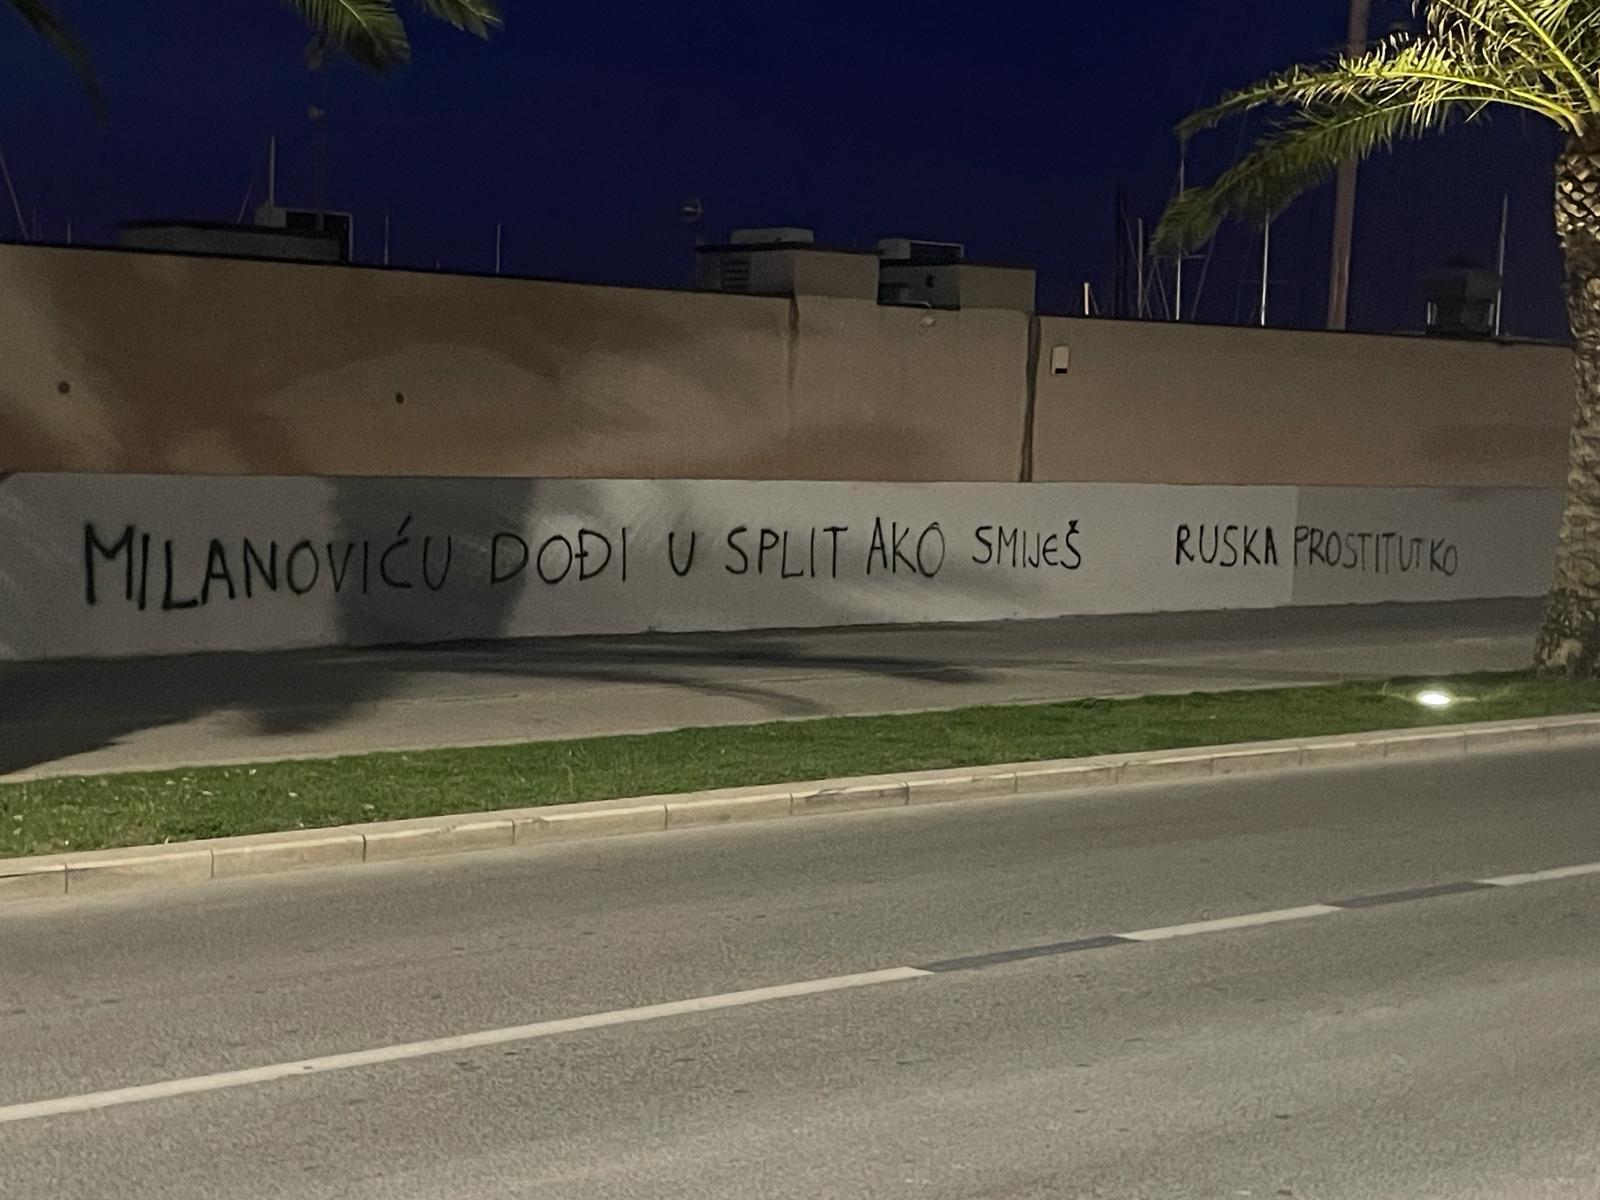 MILANOVIĆU DOĐI U SPLIT AKO SMIJEŠ RUSKA PROSTITUTKO